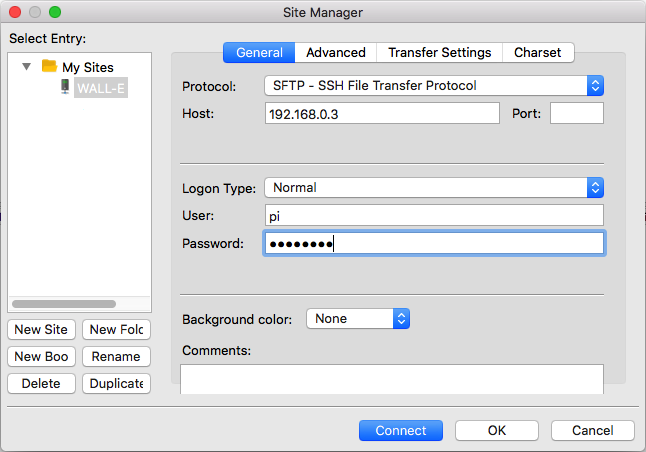 Site Manager
Select Entry:
My Sites
WALL-E
New Site
New Fold
New Boo
Rename
Delete
Duplicate
General
Advanced
Transfer Settings
Charset
Protocol:
SFTP - SSH File Transfer Protocol
Host:
192.168.0.3
Port:
Logon Type:
Normal
User:
pi
Password:
●●●●●●●●
Background color:
None
Comments:
Connect
OK
Cancel